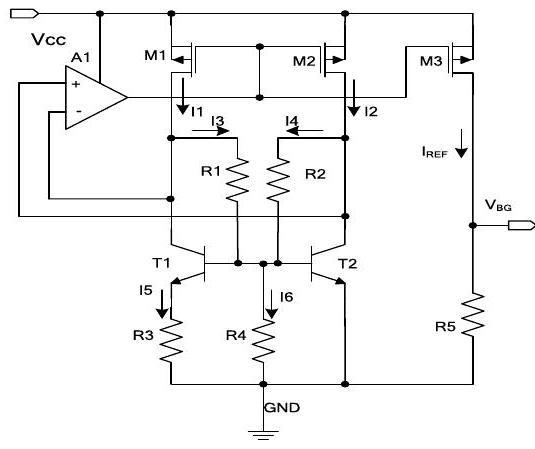 Vcc
A1
+
-
M1
M2
M3
I1
I2
I3
I4
R1
R2
IREF
VBG
T1
T2
I5
I6
R3
R4
R5
GND